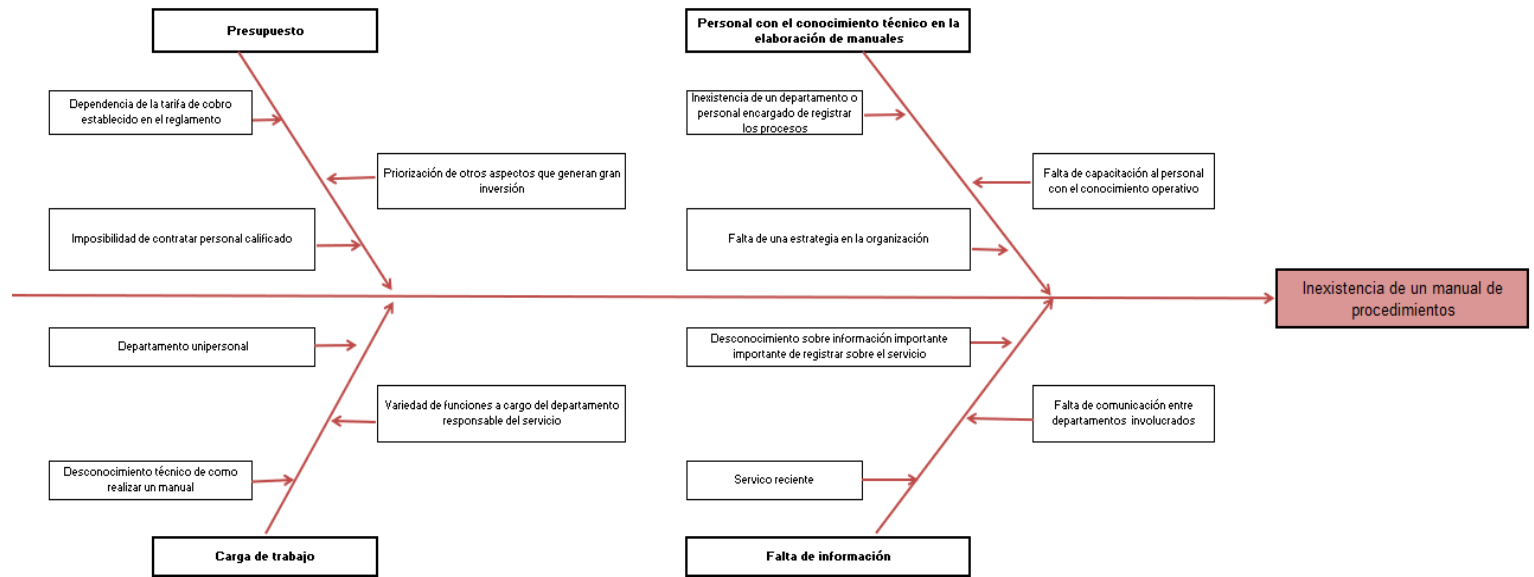 Presupuesto
Personal con el conocimiento técnico en la
elaboración de manuales
Dependencia de la tarifa de cobro
establecido en el reglamento
Inexistencia de un departamento o
personal encargado de registrar
los procesos
Priorización de otros aspectos que generan gran
inversión
Falta de capacitación al personal
con el conocimiento operativo
Imposibilidad de contratar personal calificado
Falta de una estrategia en la organización
Inexistencia de un manual de
procedimientos
Departamento unipersonal
Desconocimiento sobre información importante
importante de registrar sobre el servicio
Variedad de funciones a cargo del departamento
responsable del servicio
Falta de comunicación entre
departamentos involucrados
Desconocimiento técnico de como
realizar un manual
Servico reciente
Carga de trabajo
Falta de información